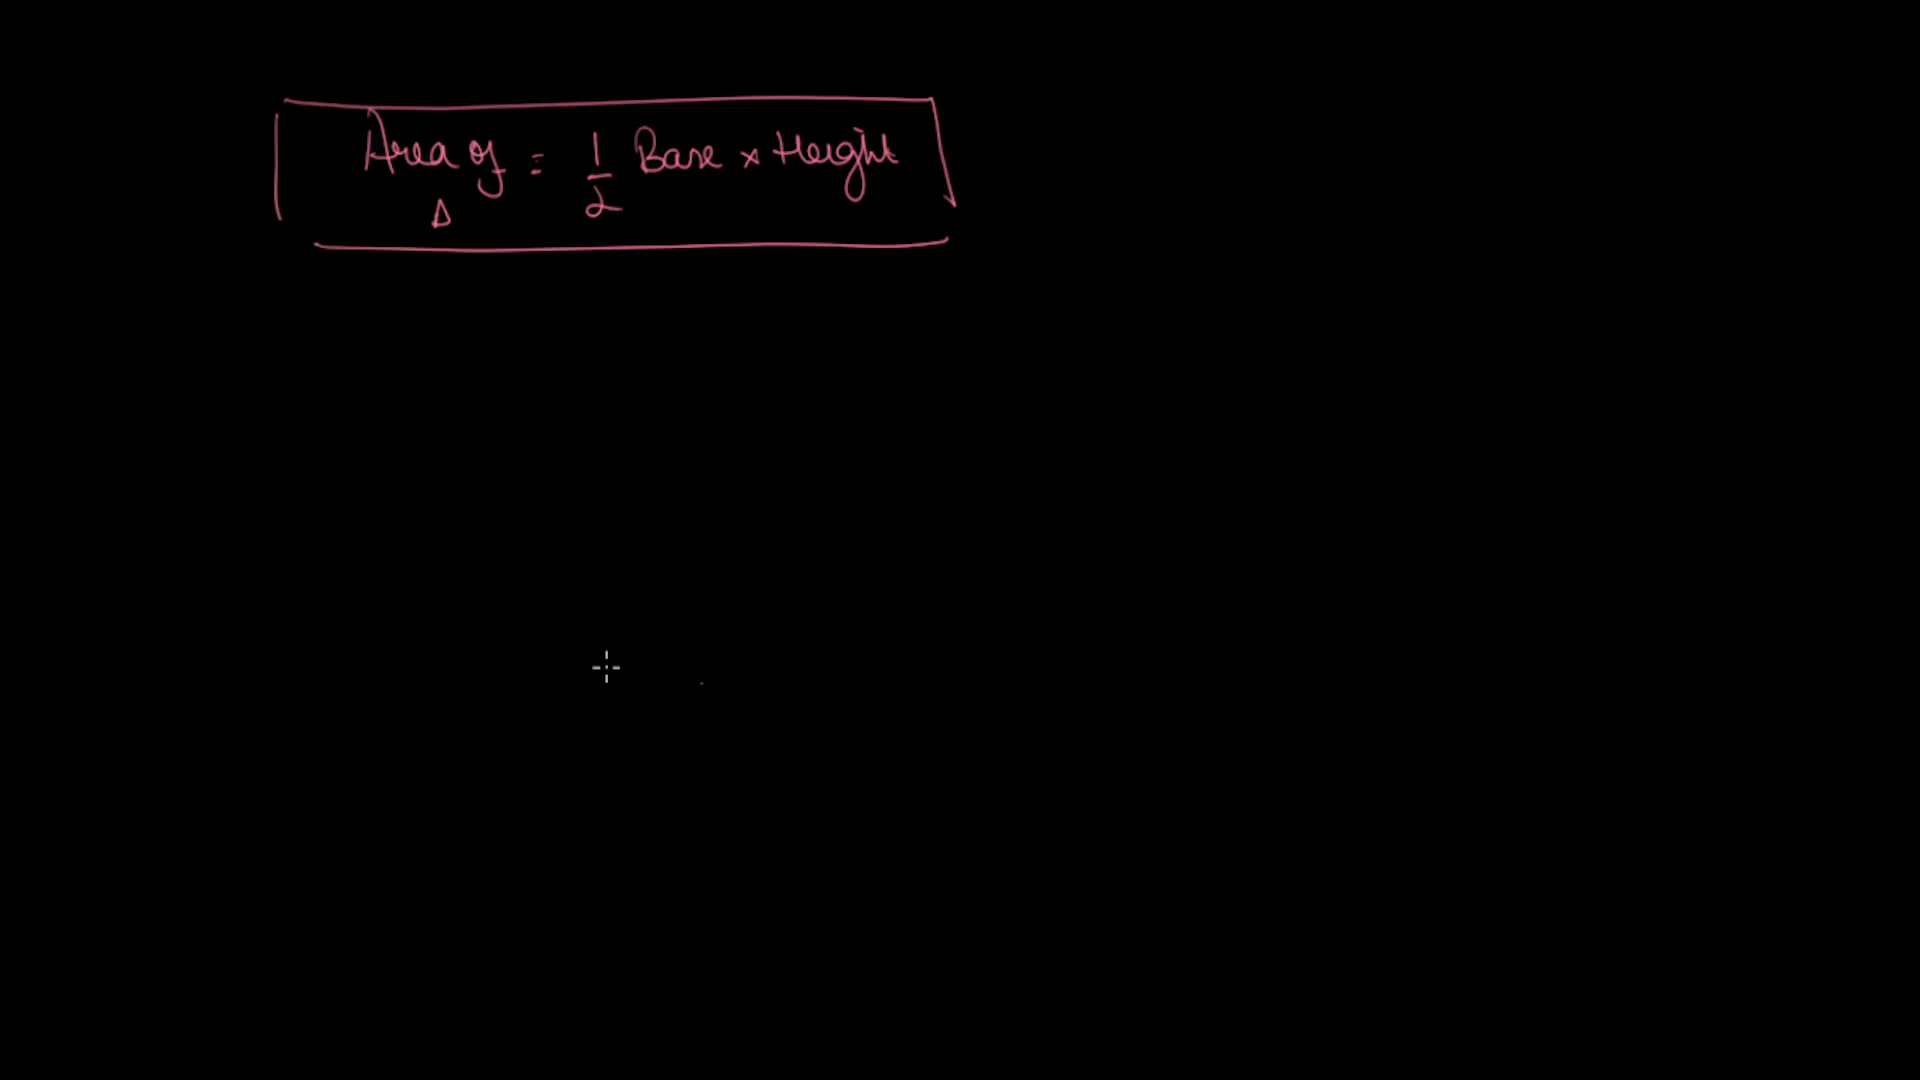 Area of = 1/2 Base × Height
Δ